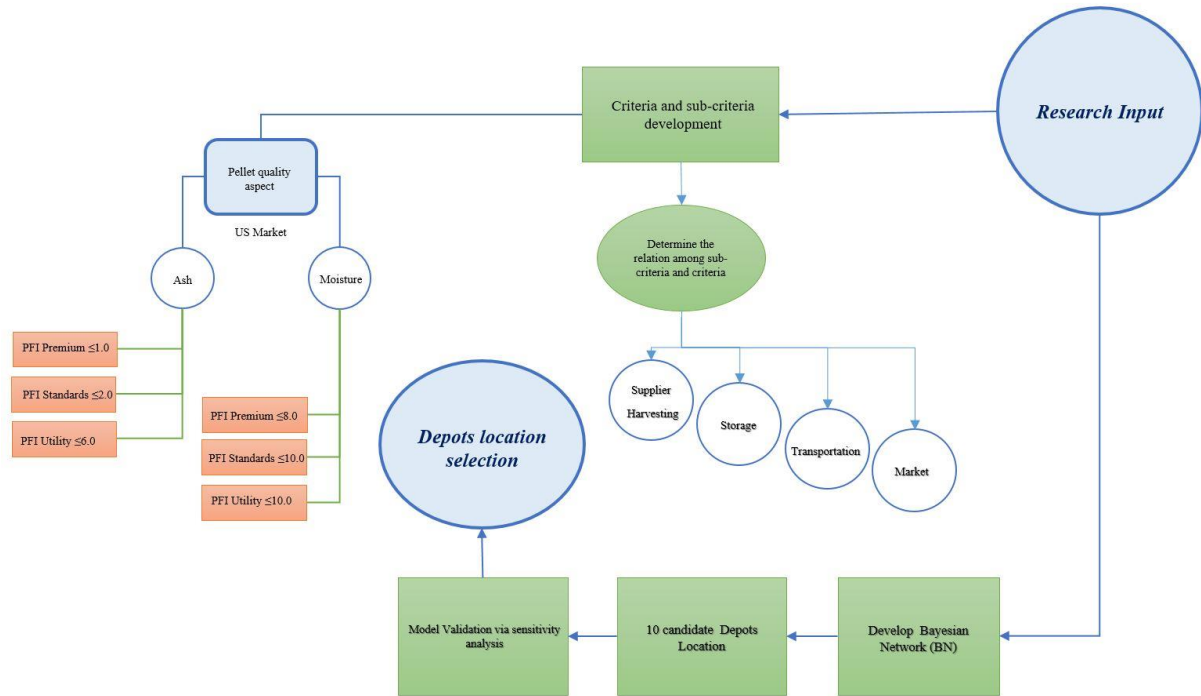 Research Input
Criteria and sub-criteria
development
Pellet quality
aspect
US Market
Ash
Moisture
PFI Premium ≤1.0
PFI Standards ≤2.0
PFI Utility ≤6.0
PFI Premium ≤8.0
PFI Standards ≤10.0
PFI Utility ≤10.0
Determine the
relation among sub-
criteria and criteria
Supplier
Harvesting
Storage
Transportation
Market
Depots location
selection
Model Validation via sensitivity
analysis
10 candidate Depots
Location
Develop Bayesian
Network (BN)